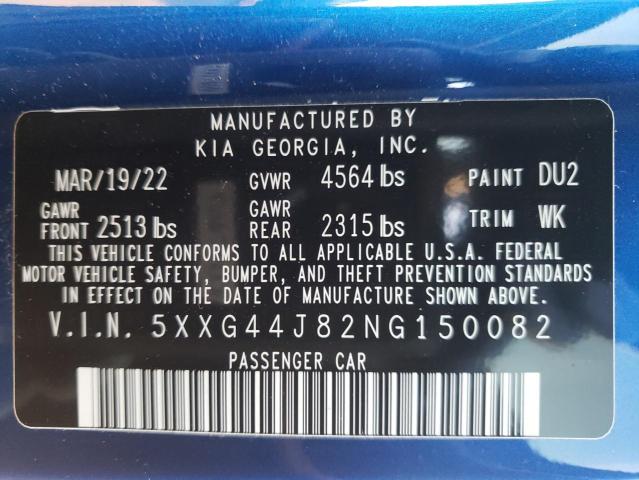 MANUFACTURED BY
KIA GEORGIA, INC.
MAR/19/22 GVWR 4564 lbs PAINT DU2
GAWR FRONT 2513 lbs GAWR REAR 2315 lbs TRIM WK
THIS VEHICLE CONFORMS TO ALL APPLICABLE U.S.A. FEDERAL
MOTOR VEHICLE SAFETY, BUMPER, AND THEFT PREVENTION STANDARDS
IN EFFECT ON THE DATE OF MANUFACTURE SHOWN ABOVE.
V.I.N. 5XXG44J82NG150082
PASSENGER CAR